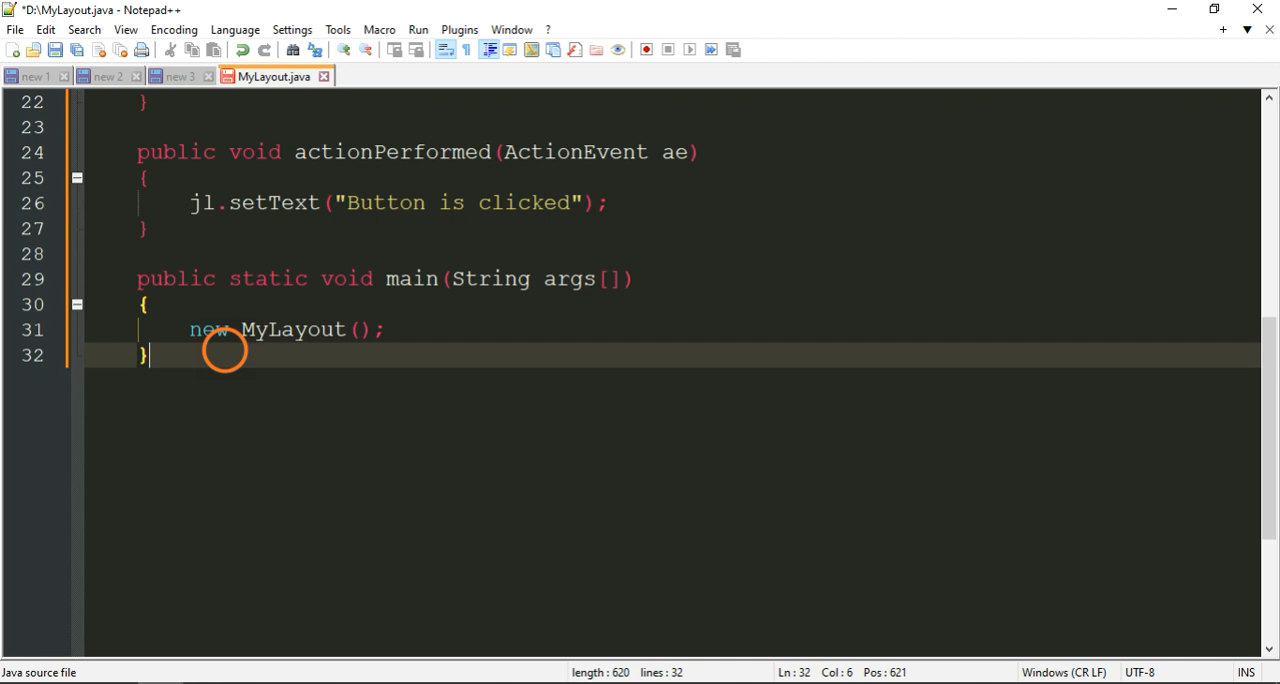 *D:\MyLayout.java - Notepad++
File Edit Search View Encoding Language Settings Tools Macro Run Plugins Window ?
new 1 new 2 new 3 MyLayout.java
22 }
23
24 public void actionPerformed(ActionEvent ae)
25 {
26 jl.setText("Button is clicked");
27 }
28
29 public static void main(String args[])
30 {
31 new MyLayout();
32 }
Java source file length : 620 lines : 32 Ln : 32 Col : 6 Pos : 621 Windows (CR LF) UTF-8 INS